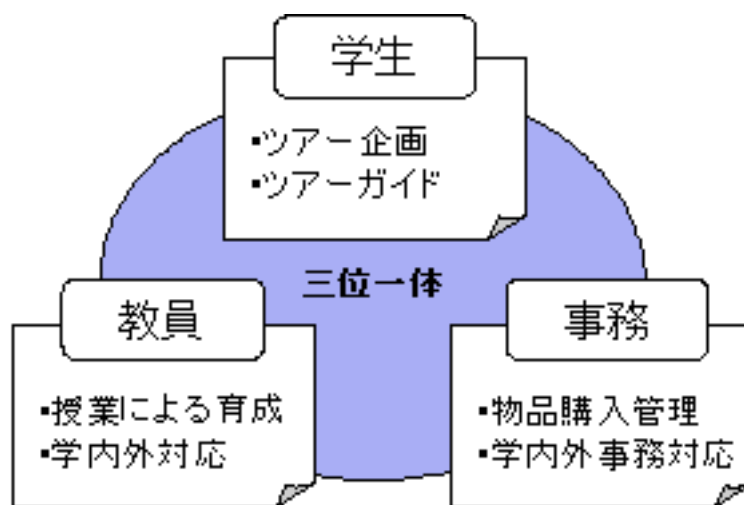 学生
▪ツアー企画
▪ツアーガイド
三位一体
教員
▪授業による育成
▪学内外対応
事務
▪物品購入管理
▪学内外事務対応